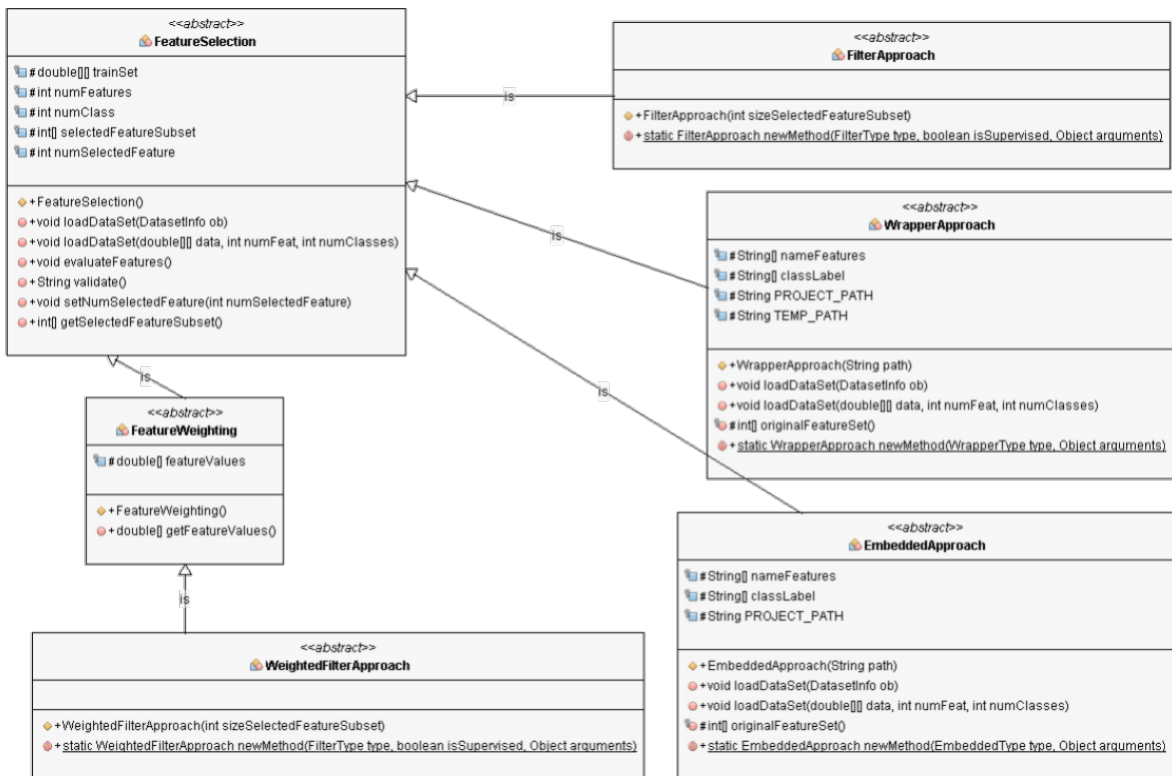 <<abstract>>
FeatureSelection
# double[][] trainSet
# int numFeatures
# int numClass
# int[] selectedFeatureSubset
# int numSelectedFeature
+ FeatureSelection()
+ void loadDataSet(DatasetInfo ob)
+ void loadDataSet(double[][] data, int numFeat, int numClasses)
+ void evaluateFeatures()
+ String validate()
+ void setNumSelectedFeature(int numSelectedFeature)
+ int[] getSelectedFeatureSubset()
is
<<abstract>>
FilterApproach
+ FilterApproach(int sizeSelectedFeatureSubset)
+ static FilterApproach newMethod(FilterType type, boolean isSupervised, Object arguments)
is
<<abstract>>
WrapperApproach
# String[] nameFeatures
# String[] classLabel
# String PROJECT_PATH
# String TEMP_PATH
+ WrapperApproach(String path)
+ void loadDataSet(DatasetInfo ob)
+ void loadDataSet(double[][] data, int numFeat, int numClasses)
# int[] originalFeatureSet()
+ static WrapperApproach newMethod(WrapperType type, Object arguments)
is
<<abstract>>
FeatureWeighting
# double[] featureValues
+ FeatureWeighting()
+ double[] getFeatureValues()
is
is
<<abstract>>
WeightedFilterApproach
+ WeightedFilterApproach(int sizeSelectedFeatureSubset)
+ static WeightedFilterApproach newMethod(FilterType type, boolean isSupervised, Object arguments)
<<abstract>>
EmbeddedApproach
# String[] nameFeatures
# String[] classLabel
# String PROJECT_PATH
+ EmbeddedApproach(String path)
+ void loadDataSet(DatasetInfo ob)
+ void loadDataSet(double[][] data, int numFeat, int numClasses)
# int[] originalFeatureSet()
+ static EmbeddedApproach newMethod(EmbeddedType type, Object arguments)